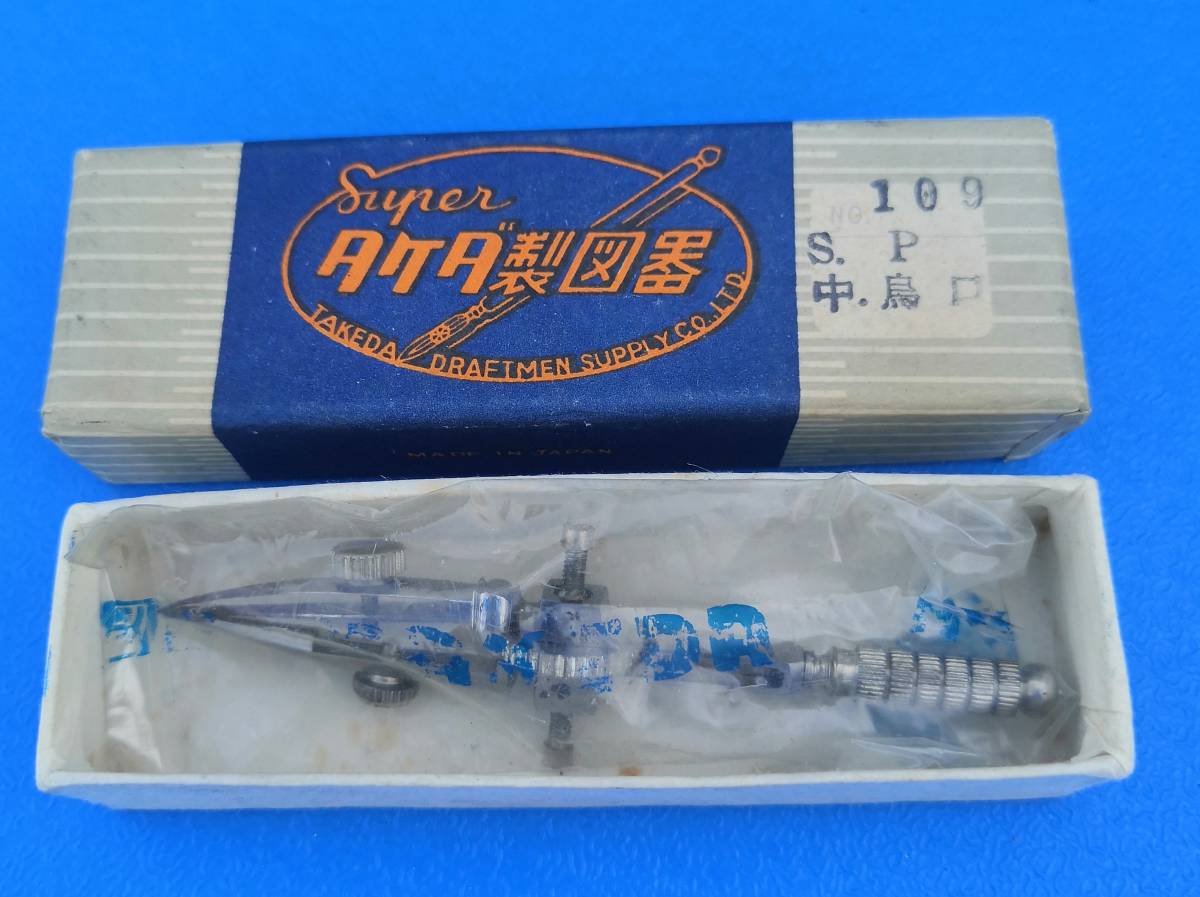 Super
タケダ製図器
TAKEDA DRAFTMEN SUPPLY CO., LTD.
MADE IN JAPAN
NO. 109
S. P
中.烏口